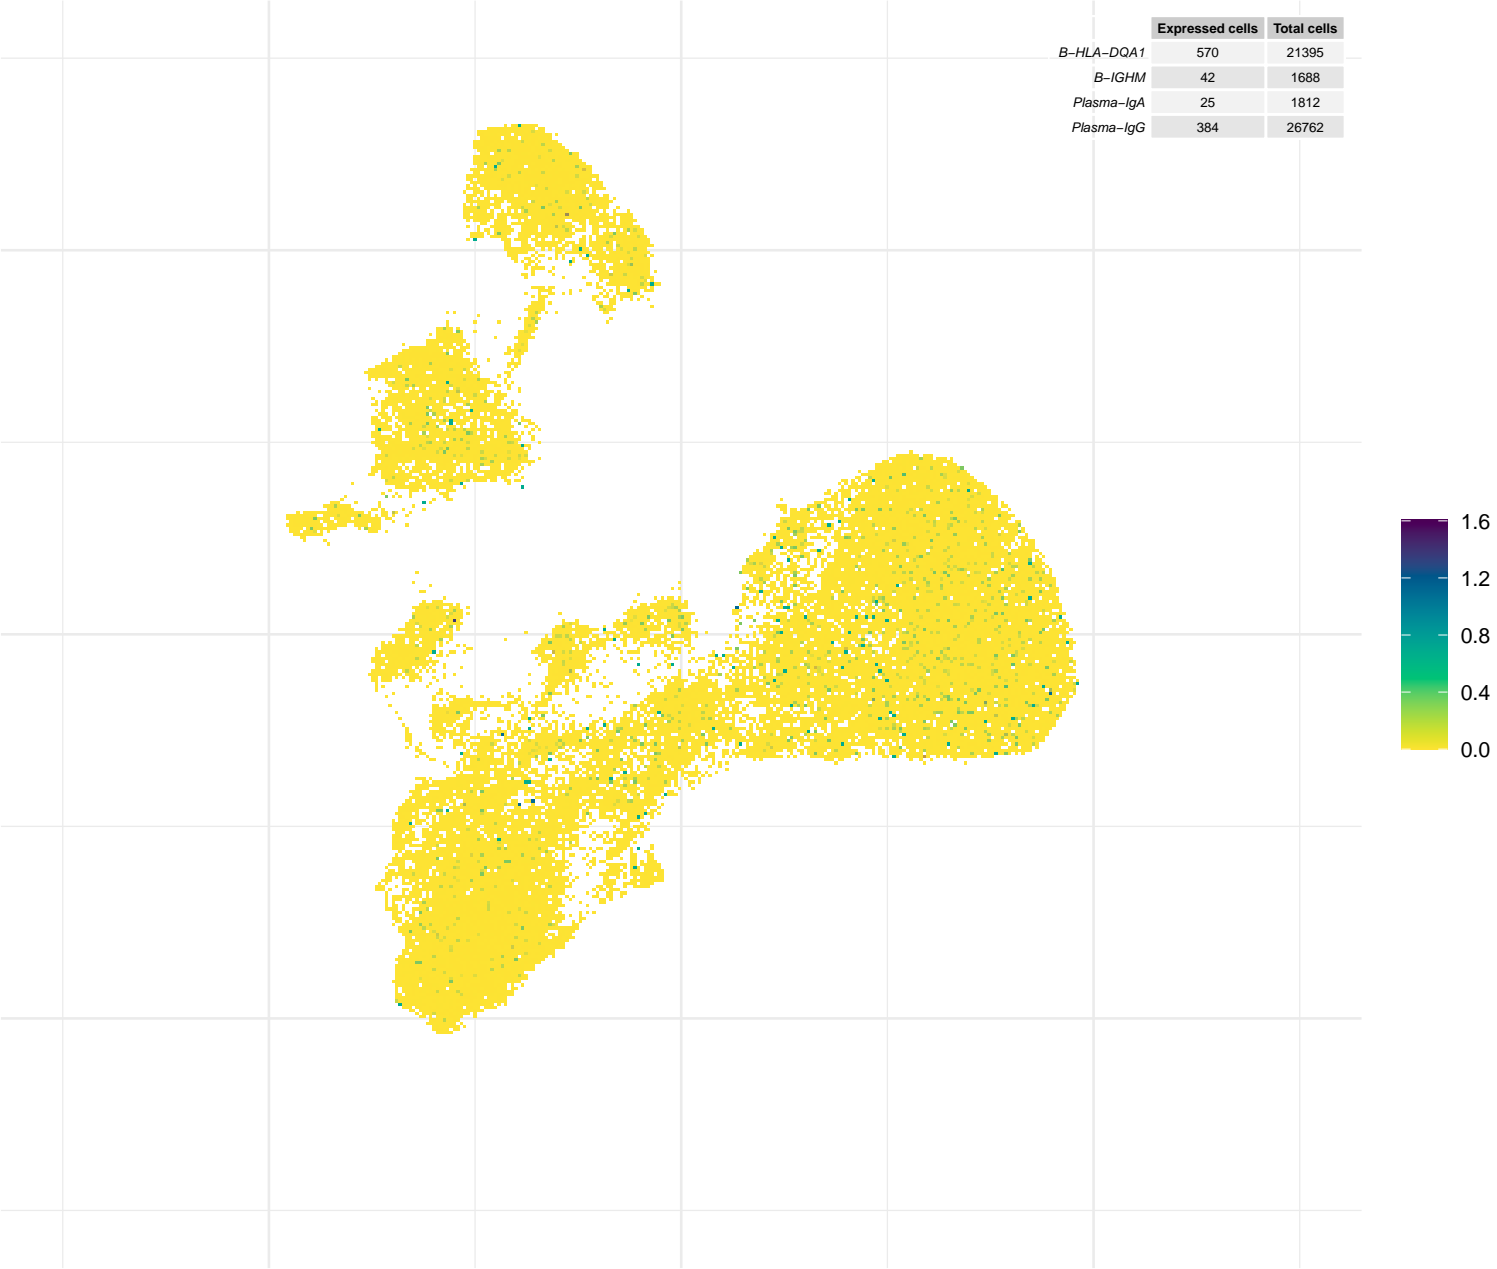 Expressed cells Total cells
B−HLA−DQA1 570 21395
B−IGHM 42 1688
Plasma−IgA 25 1812
Plasma−IgG 384 26762
1.6
1.2
0.8
0.4
0.0